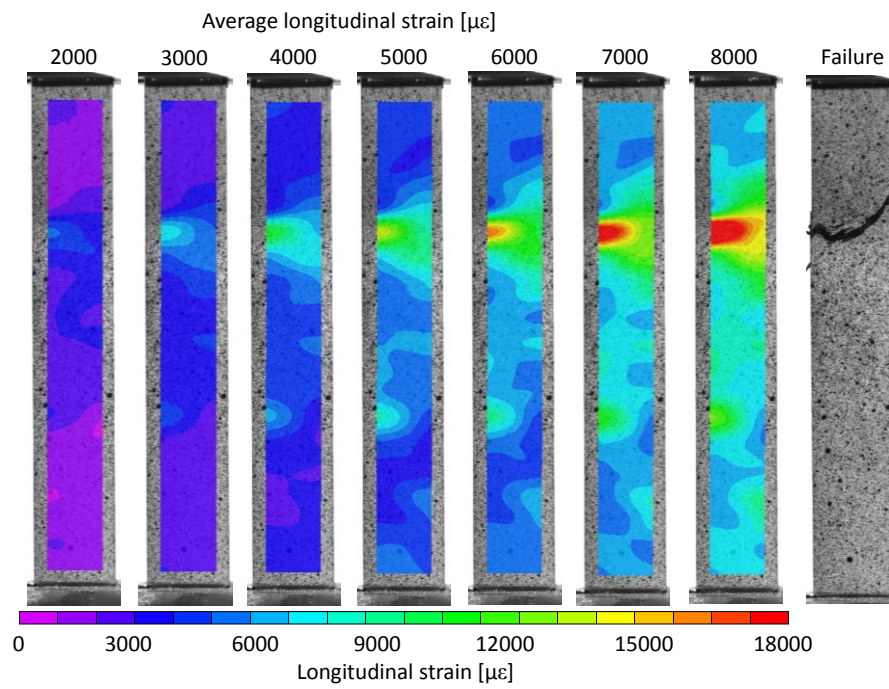 Average longitudinal strain [µε]
2000 3000 4000 5000 6000 7000 8000 Failure
0 3000 6000 9000 12000 15000 18000
Longitudinal strain [µε]